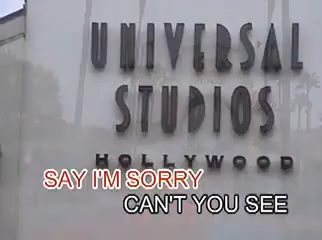 UNIVERSAL
STUDIOS
HOLLYWOOD
SAY I'M SORRY
CAN'T YOU SEE